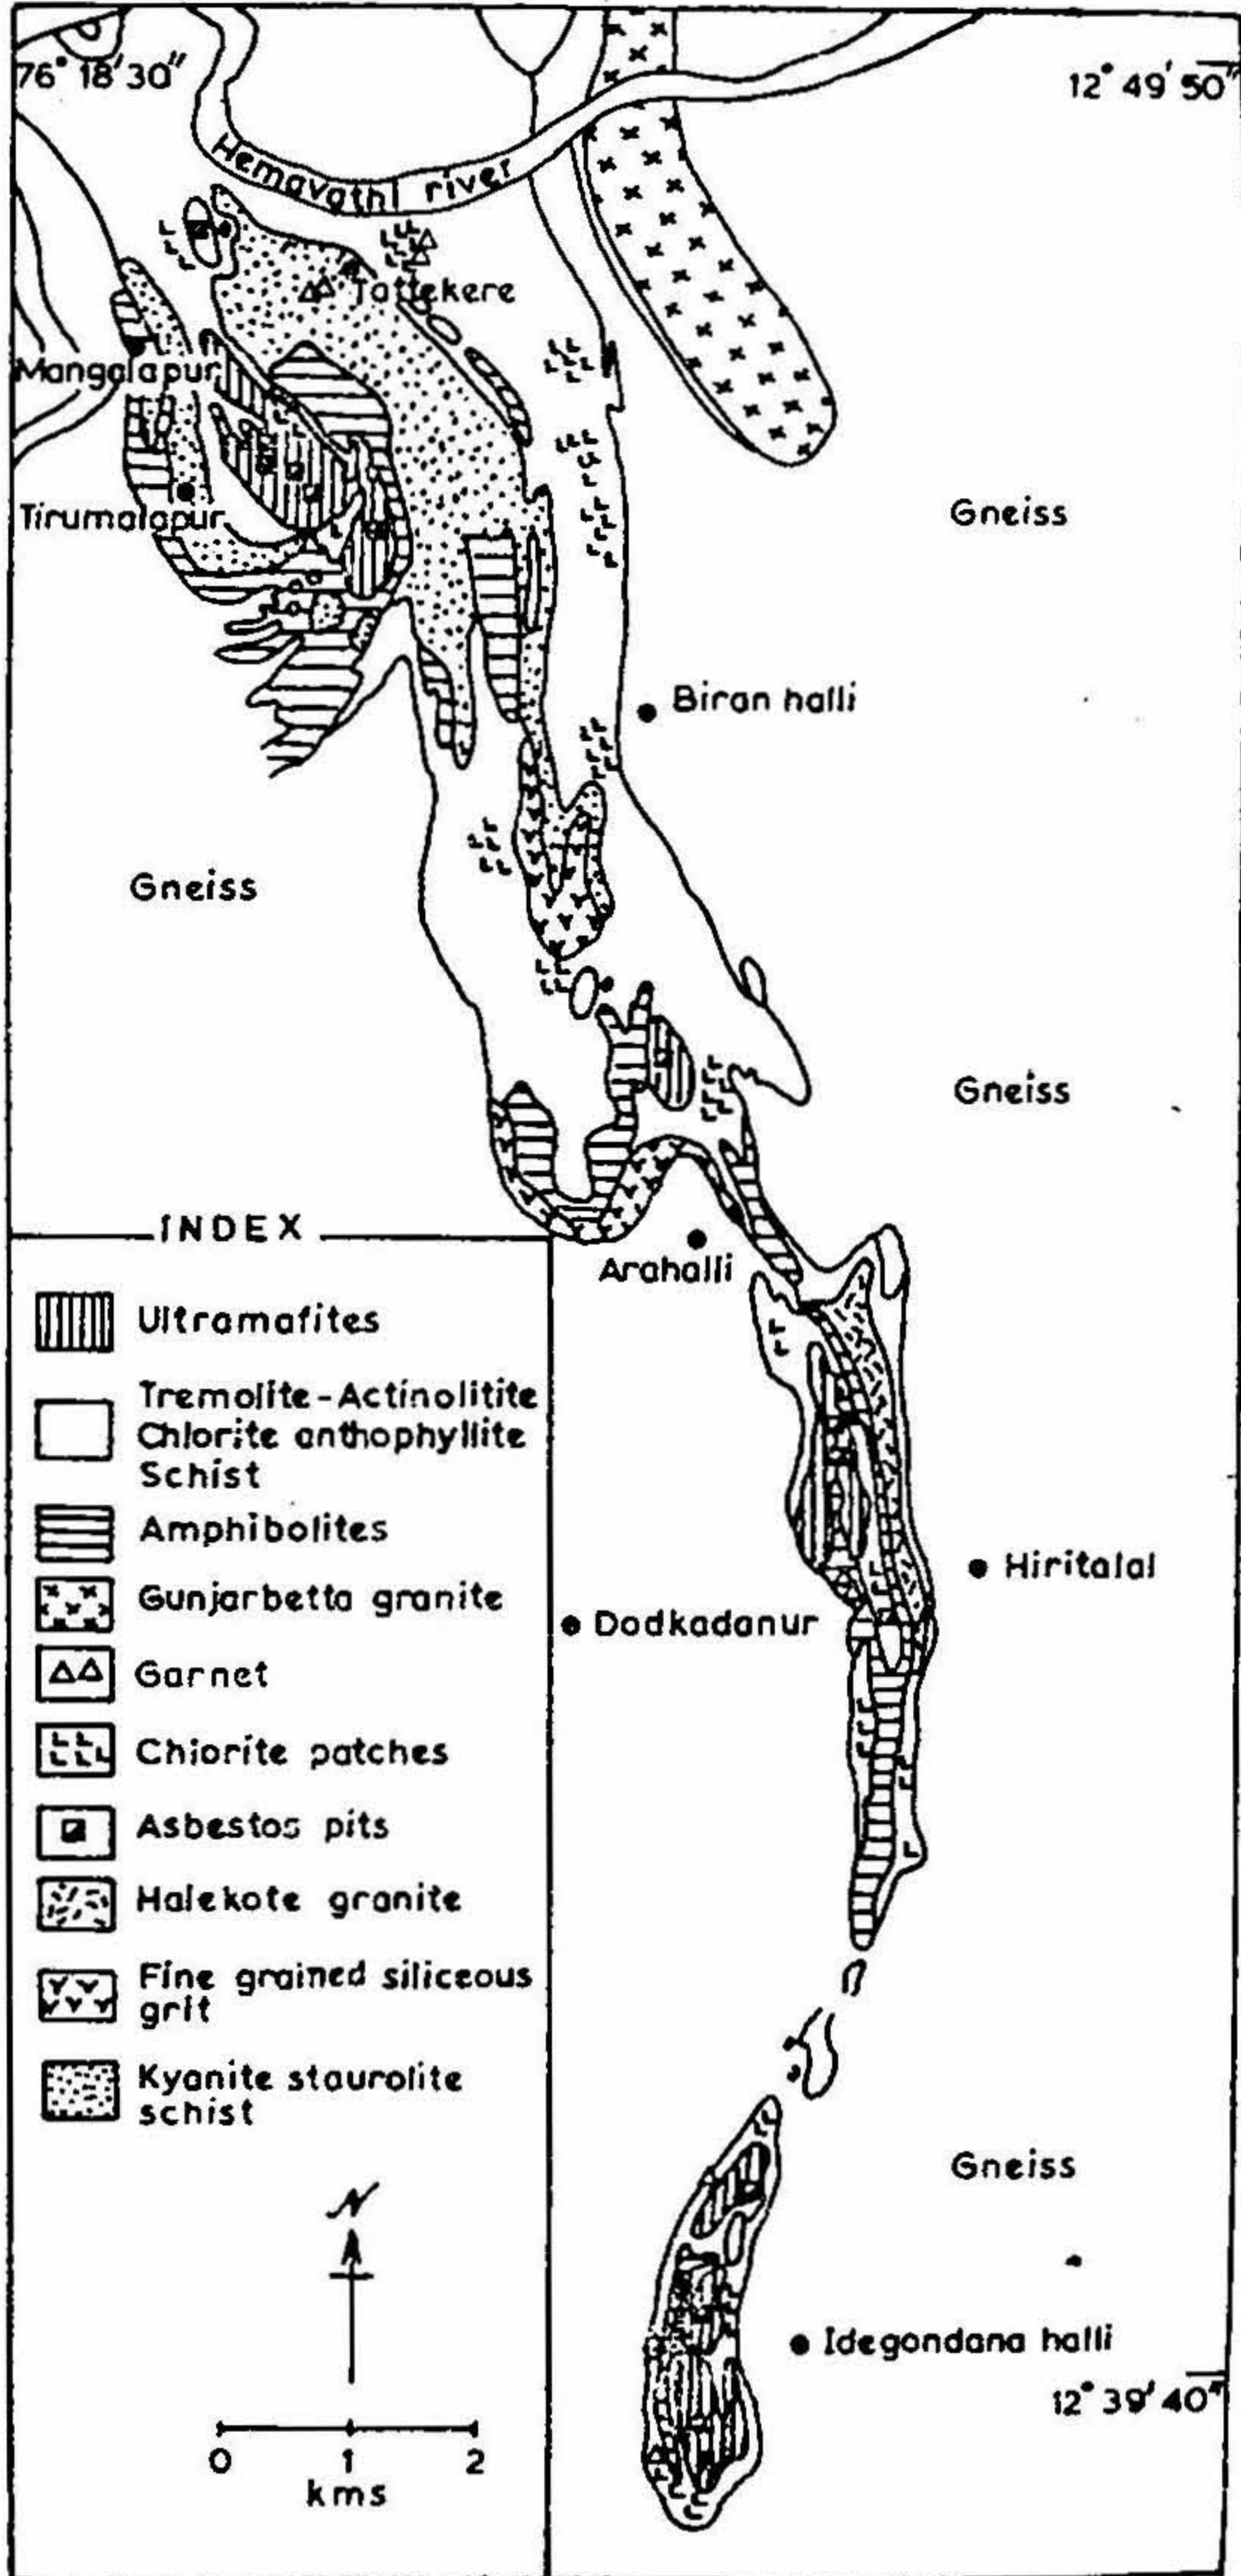 76° 18' 30"
12° 49' 50"
Hemavathi river
Tattekere
Mangalapur
Tirumalapur
Gneiss
Biran halli
Gneiss
Gneiss
INDEX
Arahalli
Ultramafites
Tremolite-Actinolitite
Chlorite anthophyllite
Schist
Amphibolites
Gunjarbetta granite
Garnet
Chiorite patches
Asbestos pits
Halekote granite
Fine grained siliceous
grit
Kyanite staurolite
schist
Hiritalal
Dodkadanur
Gneiss
N
Idegondana halli
12° 39' 40"
0 1 2
kms